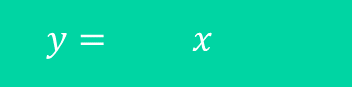 y = x